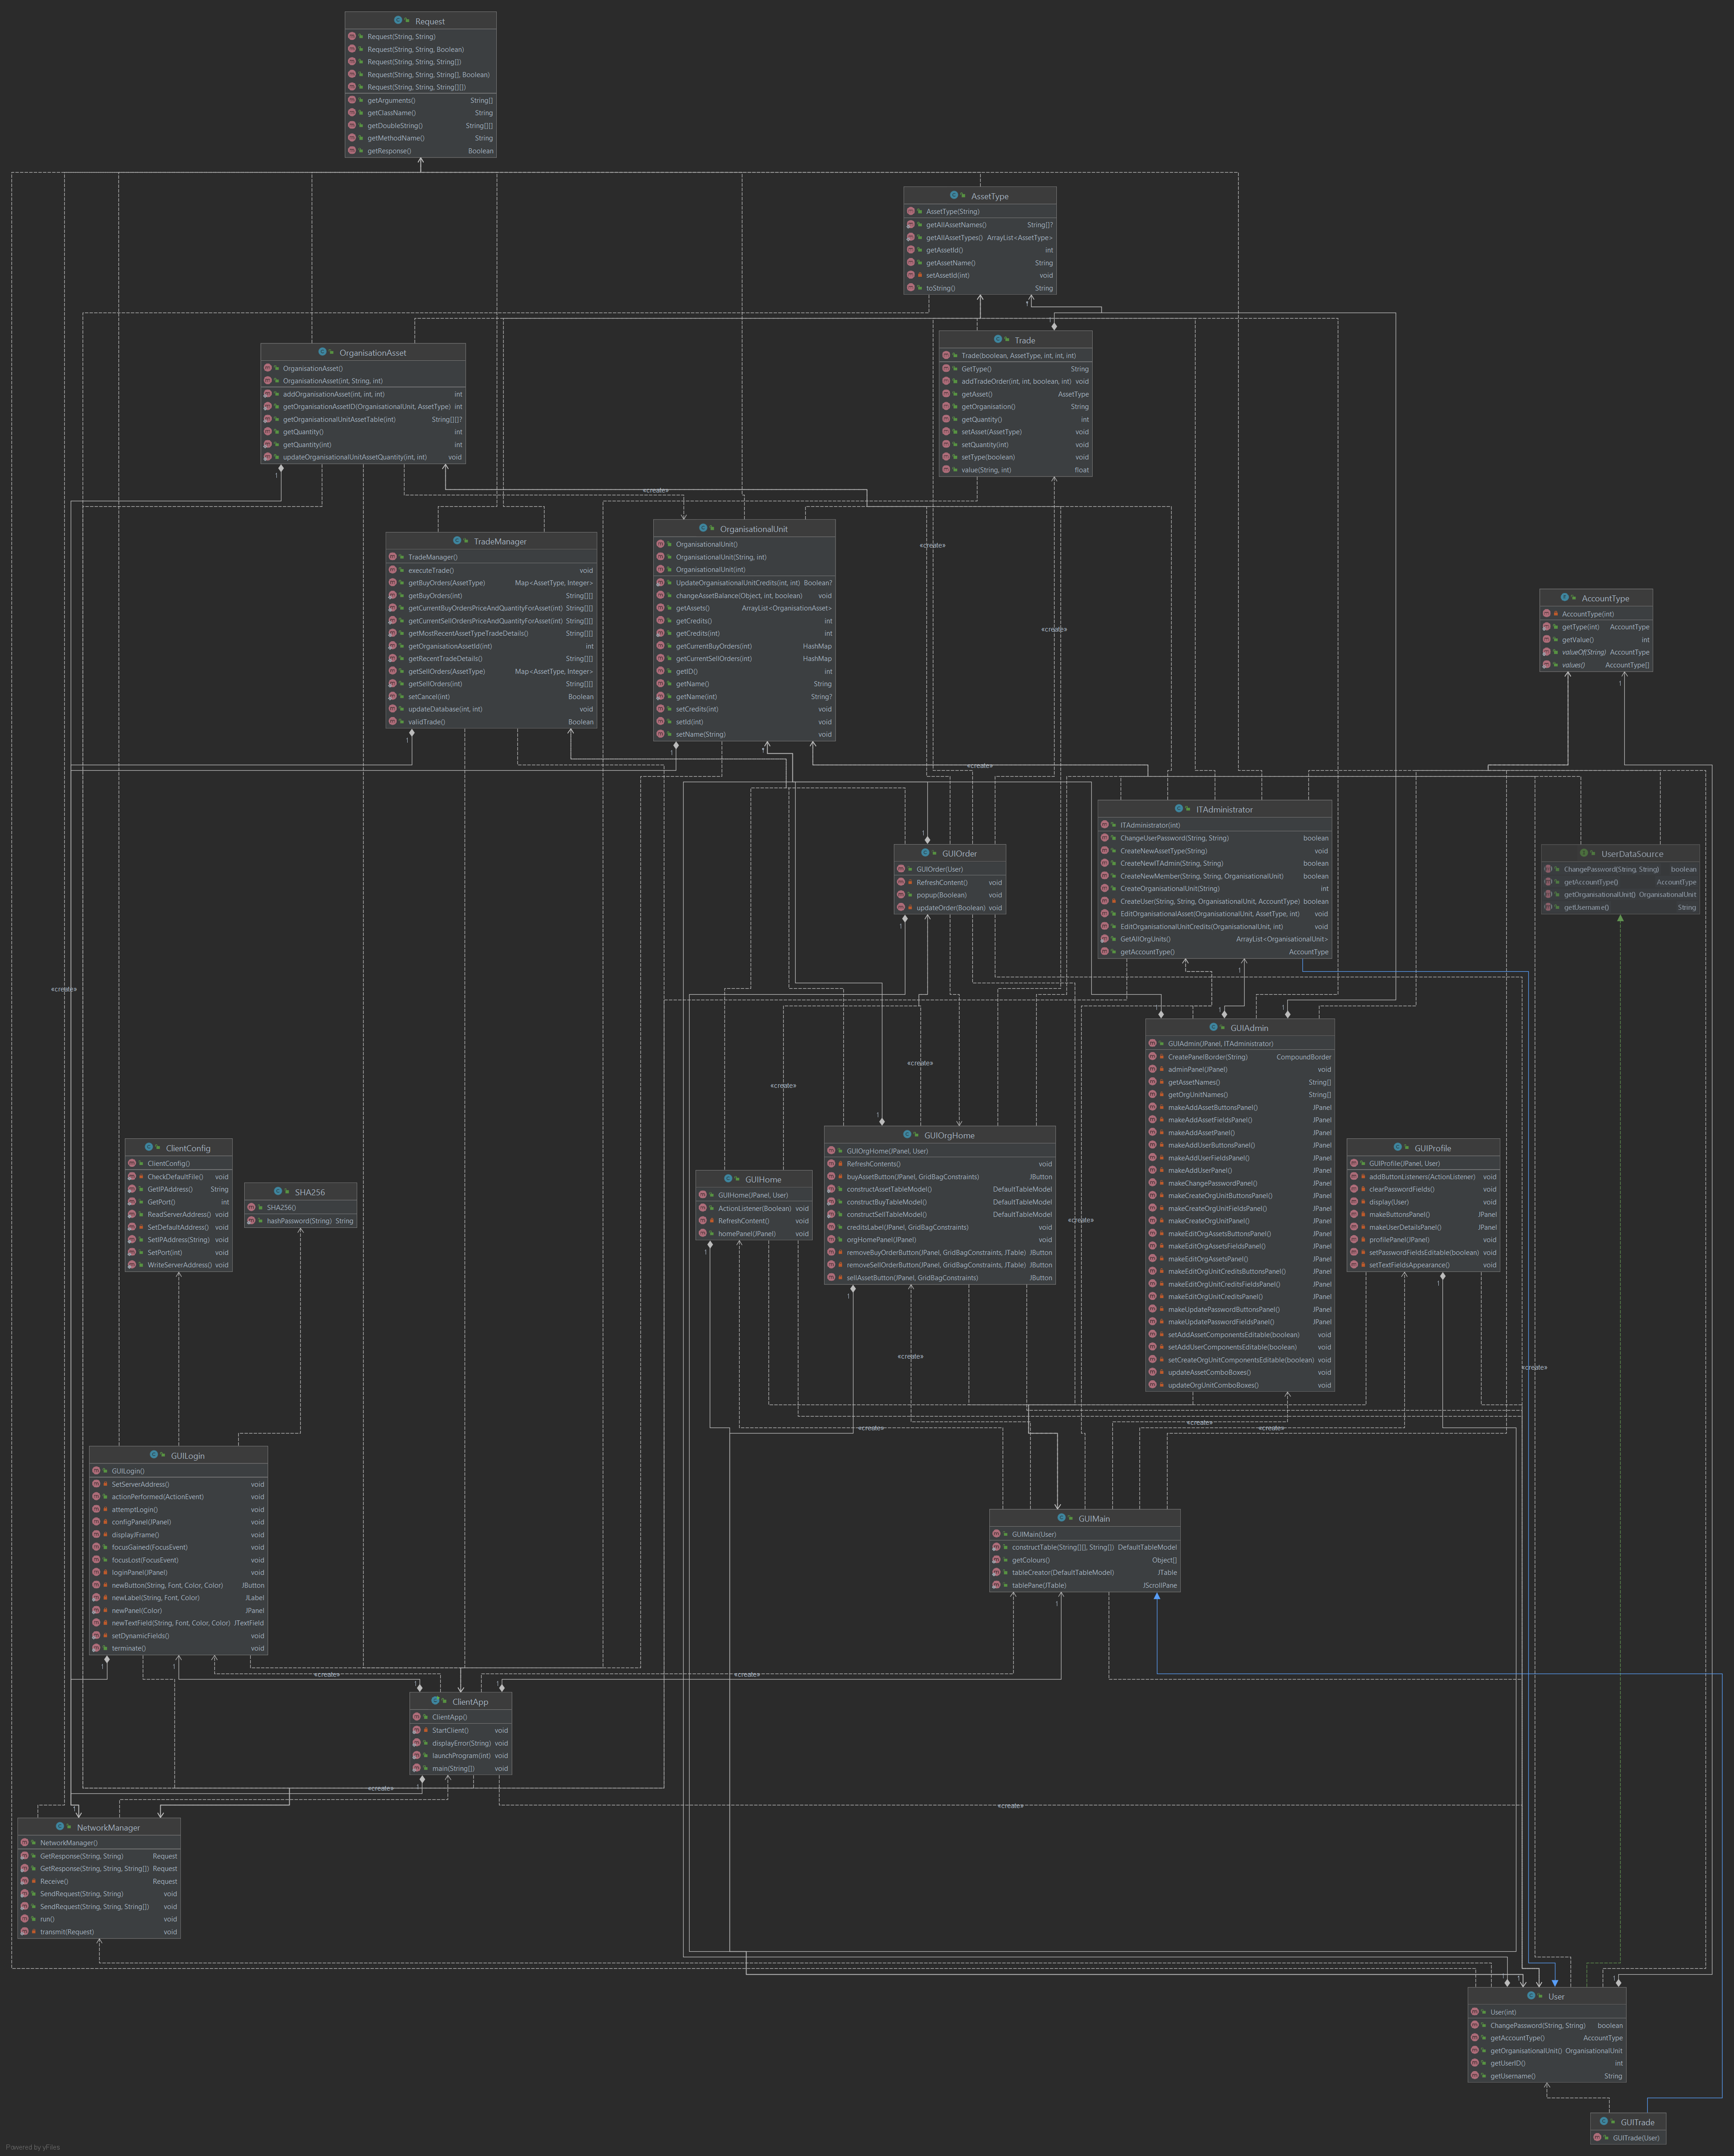 Request
Request(String, String)
Request(String, String, Boolean)
Request(String, String, String[])
Request(String, String, String[], Boolean)
Request(String, String, String[][])
getArguments() String[]
getClassName() String
getDoubleString() String[][]
getMethodName() String
getResponse() Boolean
AssetType
AssetType(String)
getAllAssetNames() String[]?
getAllAssetTypes() ArrayList<AssetType>
getAssetId() int
getAssetName() String
setAssetId(int) void
toString() String
Trade
Trade(boolean, AssetType, int, int, int)
GetType() String
addTradeOrder(int, int, boolean, int) void
getAsset() AssetType
getOrganisation() String
getQuantity() int
setAsset(AssetType) void
setQuantity(int) void
setType(boolean) void
value(String, int) float
OrganisationAsset
OrganisationAsset()
OrganisationAsset(int, String, int)
addOrganisationAsset(int, int, int) int
getOrganisationAssetID(OrganisationalUnit, AssetType) int
getOrganisationalUnitAssetTable(int) String[][]?
getQuantity() int
getQuantity(int) int
updateOrganisationalUnitAssetQuantity(int, int) void
«create»
TradeManager
TradeManager()
executeTrade() void
getBuyOrders(AssetType) Map<AssetType, Integer>
getBuyOrders(int) String[][]
getCurrentBuyOrdersPriceAndQuantityForAsset(int) String[][]
getCurrentSellOrdersPriceAndQuantityForAsset(int) String[][]
getMostRecentAssetTypeTradeDetails() String[][]
getOrganisationAssetId(int) int
getRecentTradeDetails() String[][]
getSellOrders(AssetType) Map<AssetType, Integer>
getSellOrders(int) String[][]
setCancel(int) Boolean
updateDatabase(int, int) void
validTrade() Boolean
OrganisationalUnit
OrganisationalUnit()
OrganisationalUnit(String, int)
OrganisationalUnit(int)
UpdateOrganisationalUnitCredits(int, int) Boolean?
changeAssetBalance(Object, int, boolean) void
getAssets() ArrayList<OrganisationAsset>
getCredits() int
getCredits(int) int
getCurrentBuyOrders(int) HashMap
getCurrentSellOrders(int) HashMap
getID() int
getName() String
getName(int) String?
setCredits(int) void
setId(int) void
setName(String) void
«create»
«create»
«create»
AccountType
AccountType(int)
getType(int) AccountType
getValue() int
valueOf(String) AccountType
values() AccountType[]
ITAdministrator
ITAdministrator(int)
ChangeUserPassword(String, String) boolean
CreateNewAssetType(String) void
CreateNewITAdmin(String, String) boolean
CreateNewMember(String, String, OrganisationalUnit) boolean
CreateOrganisationalUnit(String) int
CreateUser(String, String, OrganisationalUnit, AccountType) boolean
EditOrganisationalAsset(OrganisationalUnit, AssetType, int) void
EditOrganisationalUnitCredits(OrganisationalUnit, int) void
GetAllOrgUnits() ArrayList<OrganisationalUnit>
getAccountType() AccountType
GUIOrder
GUIOrder(User)
RefreshContent() void
popup(Boolean) void
updateOrder(Boolean) void
UserDataSource
ChangePassword(String, String) boolean
getAccountType() AccountType
getOrganisationalUnit() OrganisationalUnit
getUsername() String
«create»
«create»
«create»
GUIAdmin
GUIAdmin(JPanel, ITAdministrator)
CreatePanelBorder(String) CompoundBorder
adminPanel(JPanel) void
getAssetNames() String[]
getOrgUnitNames() String[]
makeAddAssetButtonsPanel() JPanel
makeAddAssetFieldsPanel() JPanel
makeAddAssetPanel() JPanel
makeAddUserButtonsPanel() JPanel
makeAddUserFieldsPanel() JPanel
makeAddUserPanel() JPanel
makeChangePasswordPanel() JPanel
makeCreateOrgUnitButtonsPanel() JPanel
makeCreateOrgUnitFieldsPanel() JPanel
makeCreateOrgUnitPanel() JPanel
makeEditOrgAssetsButtonsPanel() JPanel
makeEditOrgAssetsFieldsPanel() JPanel
makeEditOrgAssetsPanel() JPanel
makeEditOrgUnitCreditsButtonsPanel() JPanel
makeEditOrgUnitCreditsFieldsPanel() JPanel
makeEditOrgUnitCreditsPanel() JPanel
makeUpdatePasswordButtonsPanel() JPanel
makeUpdatePasswordFieldsPanel() JPanel
setAddAssetComponentsEditable(boolean) void
setAddUserComponentsEditable(boolean) void
setCreateOrgUnitComponentsEditable(boolean) void
updateAssetComboBoxes() void
updateOrgUnitComboBoxes() void
GUIOrgHome
GUIOrgHome(JPanel, User)
RefreshContents() void
buyAssetButton(JPanel, GridBagConstraints) JButton
constructAssetTableModel() DefaultTableModel
constructBuyTableModel() DefaultTableModel
constructSellTableModel() DefaultTableModel
creditsLabel(JPanel, GridBagConstraints) void
orgHomePanel(JPanel) void
removeBuyOrderButton(JPanel, GridBagConstraints, JTable) JButton
removeSellOrderButton(JPanel, GridBagConstraints, JTable) JButton
sellAssetButton(JPanel, GridBagConstraints) JButton
GUIProfile
GUIProfile(JPanel, User)
addButtonListeners(ActionListener) void
clearPasswordFields() void
display(User) void
makeButtonsPanel() JPanel
makeUserDetailsPanel() JPanel
profilePanel(JPanel) void
setPasswordFieldsEditable(boolean) void
setTextFieldsAppearance() void
ClientConfig
ClientConfig()
CheckDefaultFile() void
GetIPAddress() String
GetPort() int
ReadServerAddress() void
SetDefaultAddress() void
SetIPAddress(String) void
SetPort(int) void
WriteServerAddress() void
SHA256
SHA256()
hashPassword(String) String
GUIHome
GUIHome(JPanel, User)
ActionListener(Boolean) void
RefreshContent() void
homePanel(JPanel) void
«create»
«create»
«create»
«create»
«create»
«create»
GUILogin
GUILogin()
SetServerAddress() void
actionPerformed(ActionEvent) void
attemptLogin() void
configPanel(JPanel) void
displayJFrame() void
focusGained(FocusEvent) void
focusLost(FocusEvent) void
loginPanel(JPanel) void
newButton(String, Font, Color, Color) JButton
newLabel(String, Font, Color) JLabel
newPanel(Color) JPanel
newTextField(String, Font, Color, Color) JTextField
setDynamicFields() void
terminate() void
GUIMain
GUIMain(User)
constructTable(String[][], String[]) DefaultTableModel
getColours() Object[]
tableCreator(DefaultTableModel) JTable
tablePane(JTable) JScrollPane
«create»
«create»
ClientApp
ClientApp()
StartClient() void
displayError(String) void
launchProgram(int) void
main(String[]) void
«create»
«create»
NetworkManager
NetworkManager()
GetResponse(String, String) Request
GetResponse(String, String, String[]) Request
Receive() Request
SendRequest(String, String) void
SendRequest(String, String, String[]) void
run() void
transmit(Request) void
User
User(int)
ChangePassword(String, String) boolean
getAccountType() AccountType
getOrganisationalUnit() OrganisationalUnit
getUserID() int
getUsername() String
GUITrade
GUITrade(User)
Powered by yFiles